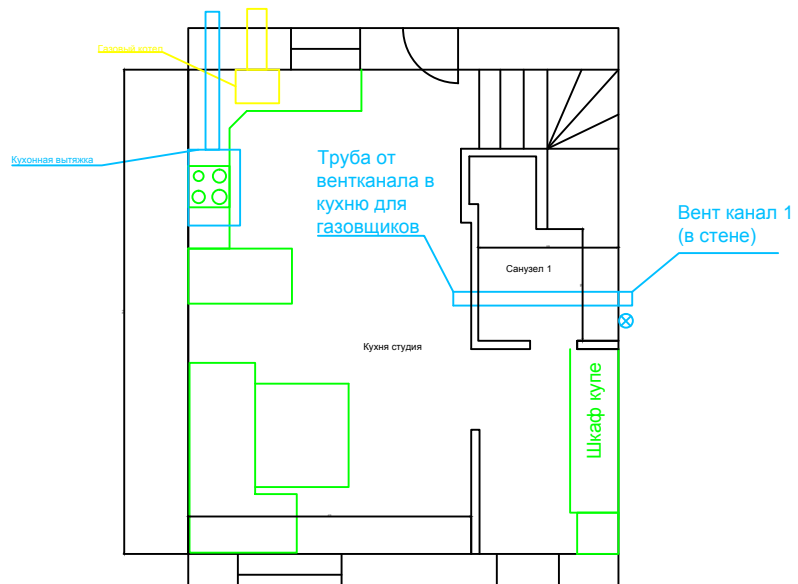 Газовый котел
Кухонная вытяжка
Труба от
вентканала в
кухню для
газовщиков
Вент канал 1
(в стене)
Санузел 1
Кухня студия
Шкаф купе